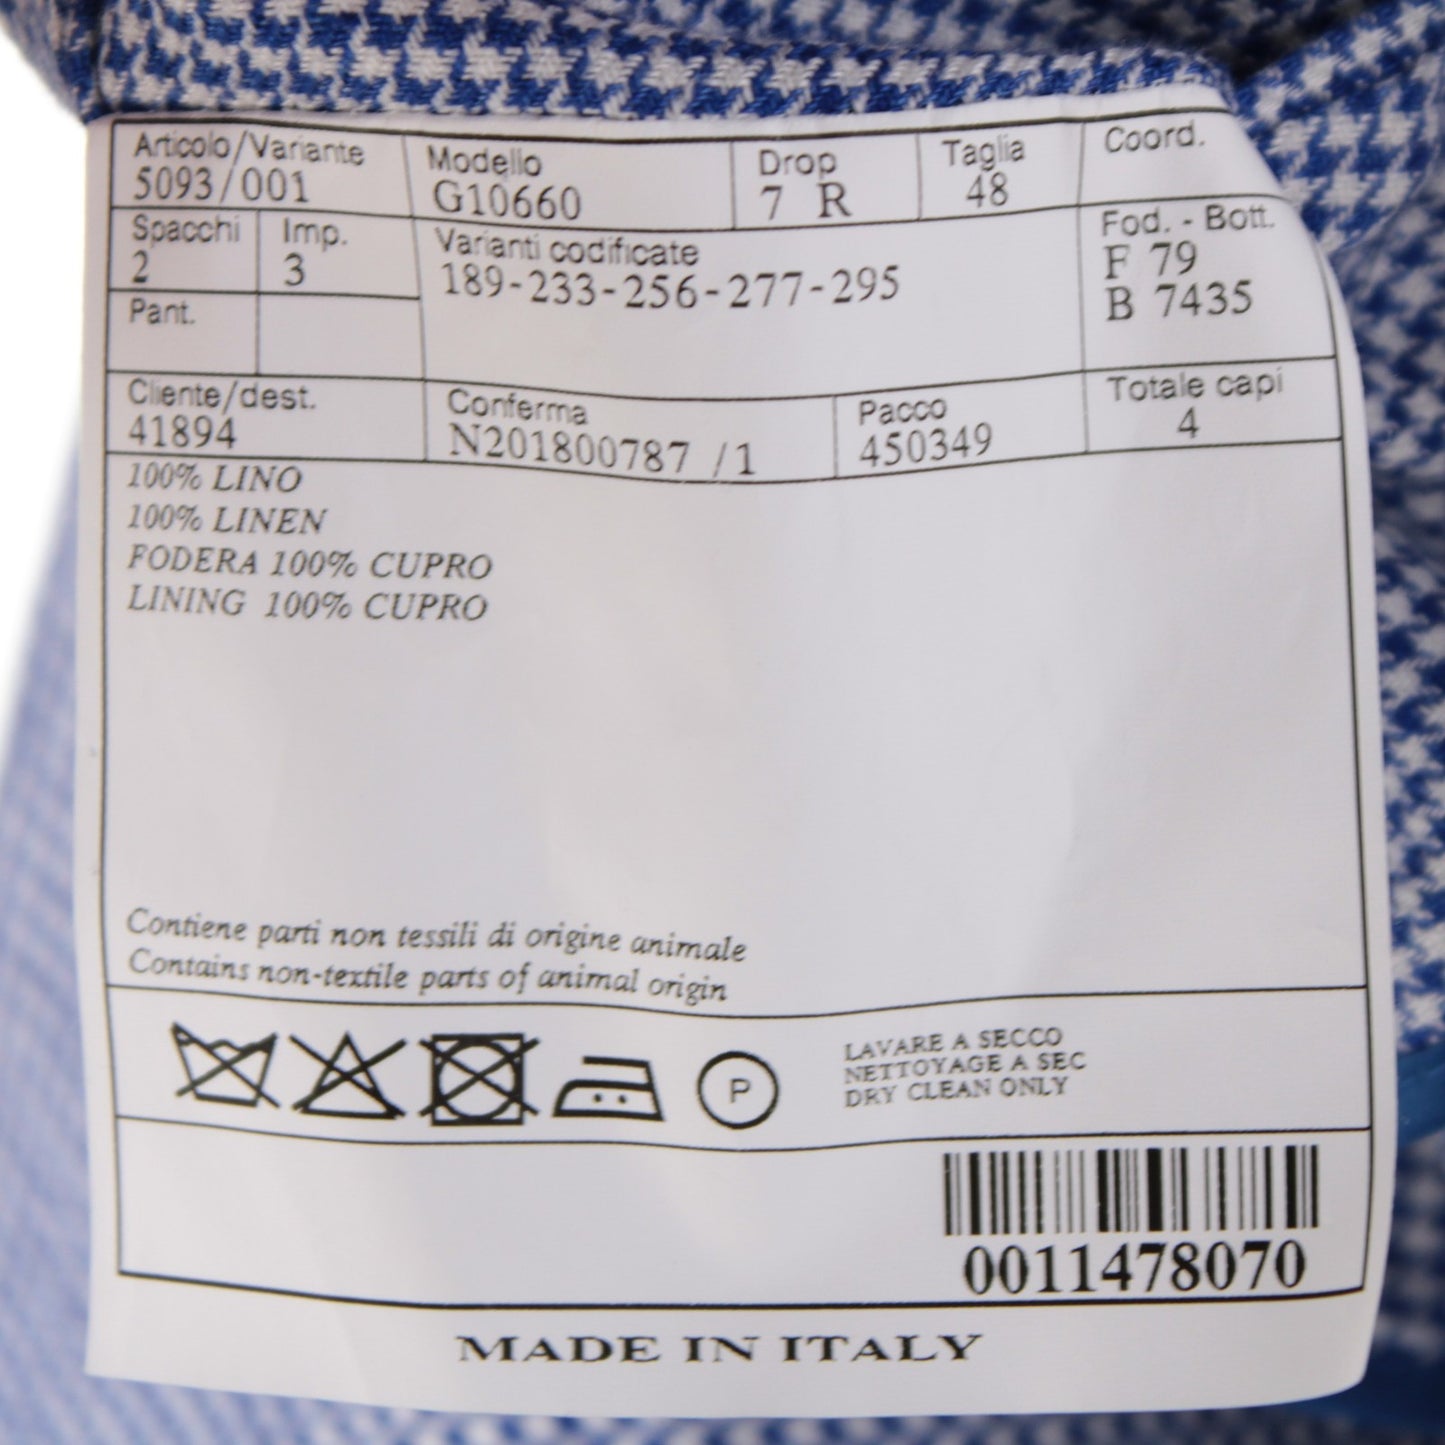 Articolo/Variante Modello Drop Taglia Coord.
5093/001 G10660 7 R 48
Spacchi Imp. Varianti codificate Fod. - Bott.
2 3 189-233-256-277-295 F 79
B 7435
Pant.
Cliente/dest. Conferma Pacco Totale capi
41894 N201800787 /1 450349 4
100% LINO
100% LINEN
FODERA 100% CUPRO
LINING 100% CUPRO
Contiene parti non tessili di origine animale
Contains non-textile parts of animal origin
P
LAVARE A SECCO
NETTOYAGE A SEC
DRY CLEAN ONLY
0011478070
MADE IN ITALY